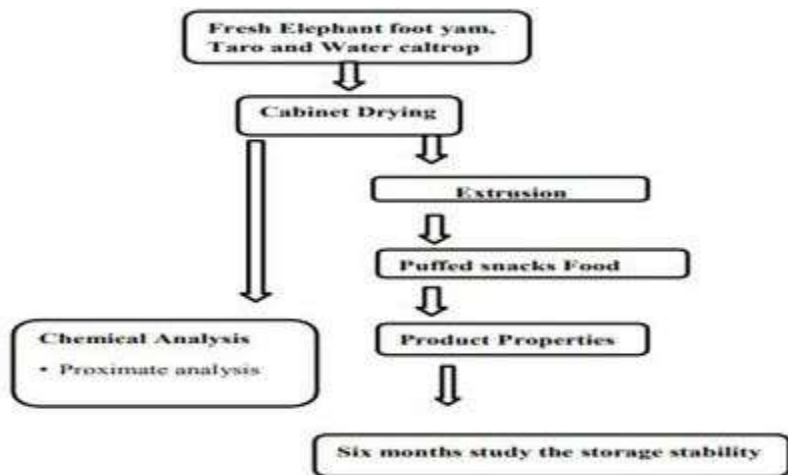 Fresh Elephant foot yam,
Taro and Water caltrop
Cabinet Drying
Extrusion
Puffed snacks Food
Chemical Analysis
• Proximate analysis
Product Properties
Six months study the storage stability